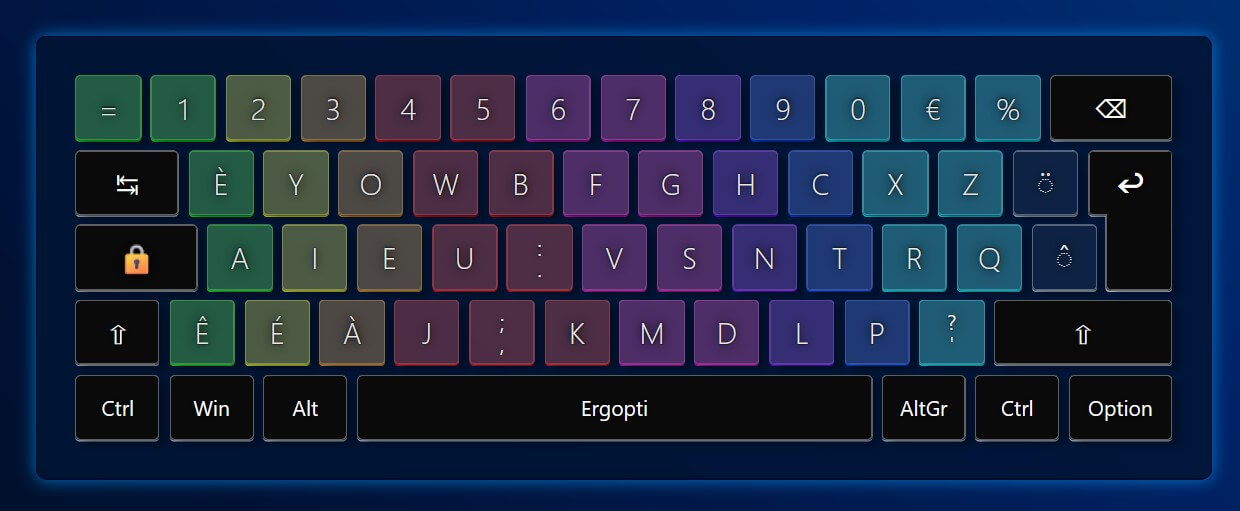 = 1 2 3 4 5 6 7 8 9 0 € % ⌫
↹ È Y O W B F G H C X Z ◌̈ ↩
🔒 A I E U : . V S N T R Q ◌̂
⇧ Ê É À J ; , K M D L P ? ' ⇧
Ctrl Win Alt Ergopti AltGr Ctrl Option